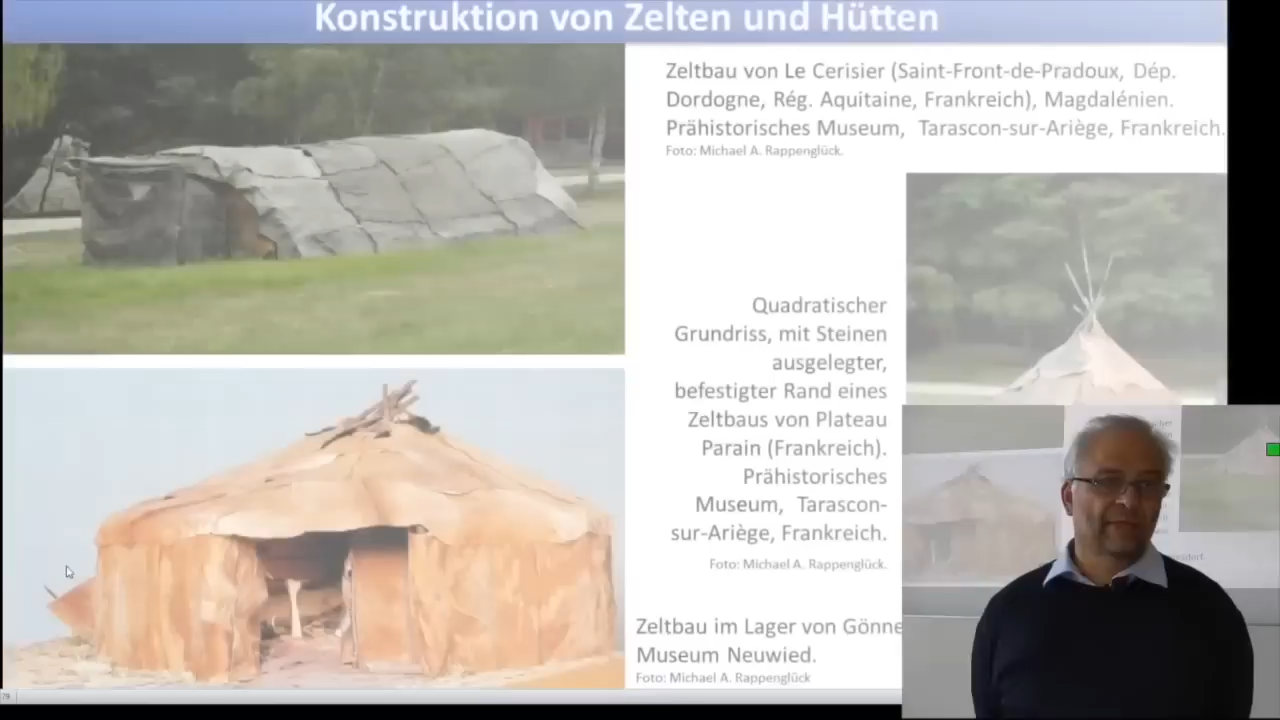 Konstruktion von Zelten und Hütten
Zeltbau von Le Cerisier (Saint-Front-de-Pradoux, Dép.
Dordogne, Rég. Aquitaine, Frankreich), Magdalénien.
Prähistorisches Museum, Tarascon-sur-Ariège, Frankreich.
Foto: Michael A. Rappenglück.
Quadratischer
Grundriss, mit Steinen
ausgelegter,
befestigter Rand eines
Zeltbaus von Plateau
Parain (Frankreich).
Prähistorisches
Museum, Tarascon-
sur-Ariège, Frankreich.
Foto: Michael A. Rappenglück.
Zeltbau im Lager von Gönne
Museum Neuwied.
Foto: Michael A. Rappenglück